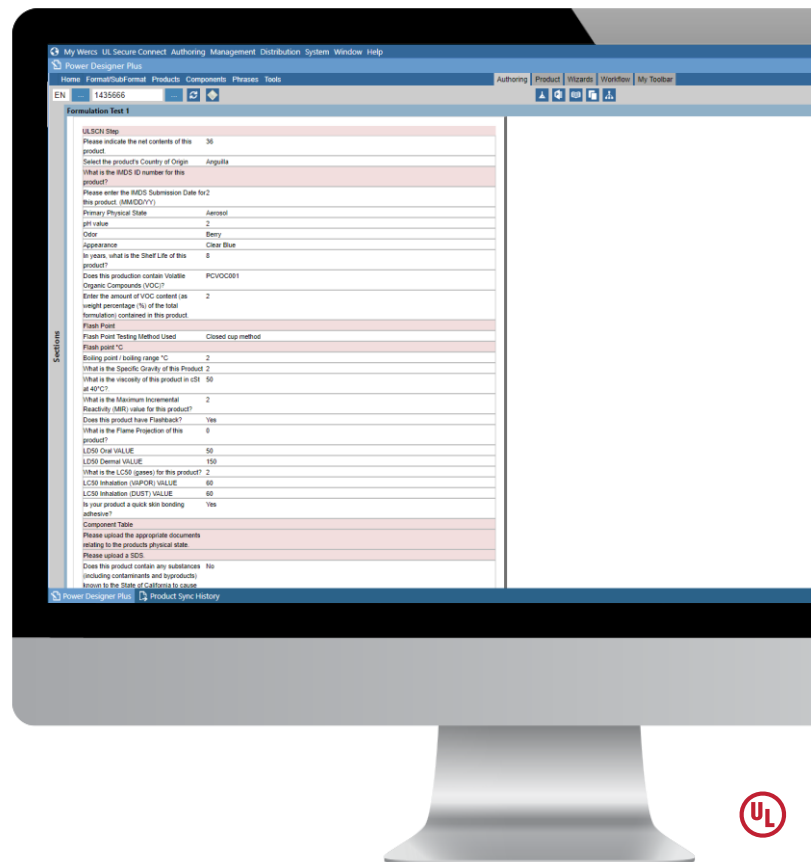 My Wercs UL Secure Connect Authoring Management Distribution System Window Help
Power Designer Plus
Home Format/SubFormat Products Components Phrases Tools
Authoring Product Wizards Workflow My Toolbar
EN ... 1435666 ...
Formulation Test 1
Sections
ULSCN Step
Please indicate the net contents of this 36
product.
Select the product's Country of Origin Anguilla
What is the IMDS ID number for this
product?
Please enter the IMDS Submission Date for 2
this product. (MM/DD/YY)
Primary Physical State Aerosol
pH value 2
Odor Berry
Appearance Clear Blue
In years, what is the Shelf Life of this 8
product?
Does this production contain Volatile PCVOC001
Organic Compounds (VOC)?
Enter the amount of VOC content (as 2
weight percentage (%) of the total
formulation) contained in this product.
Flash Point
Flash Point Testing Method Used Closed cup method
Flash point °C
Boiling point / boiling range °C 2
What is the Specific Gravity of this Product 2
What is the viscosity of this product in cSt 50
at 40°C?
What is the Maximum Incremental 2
Reactivity (MIR) value for this product?
Does this product have Flashback? Yes
What is the Flame Projection of this 8
product?
LD50 Oral VALUE 50
LD50 Dermal VALUE 150
What is the LC50 (gases) for this product? 2
LC50 Inhalation (VAPOR) VALUE 60
LC50 Inhalation (DUST) VALUE 60
Is your product a quick skin bonding Yes
adhesive?
Component Table
Please upload the appropriate documents
relating to the products physical state.
Please upload a SDS.
Does this product contain any substances No
(including contaminants and byproducts)
known to the State of California to cause
Power Designer Plus Product Sync History
UL